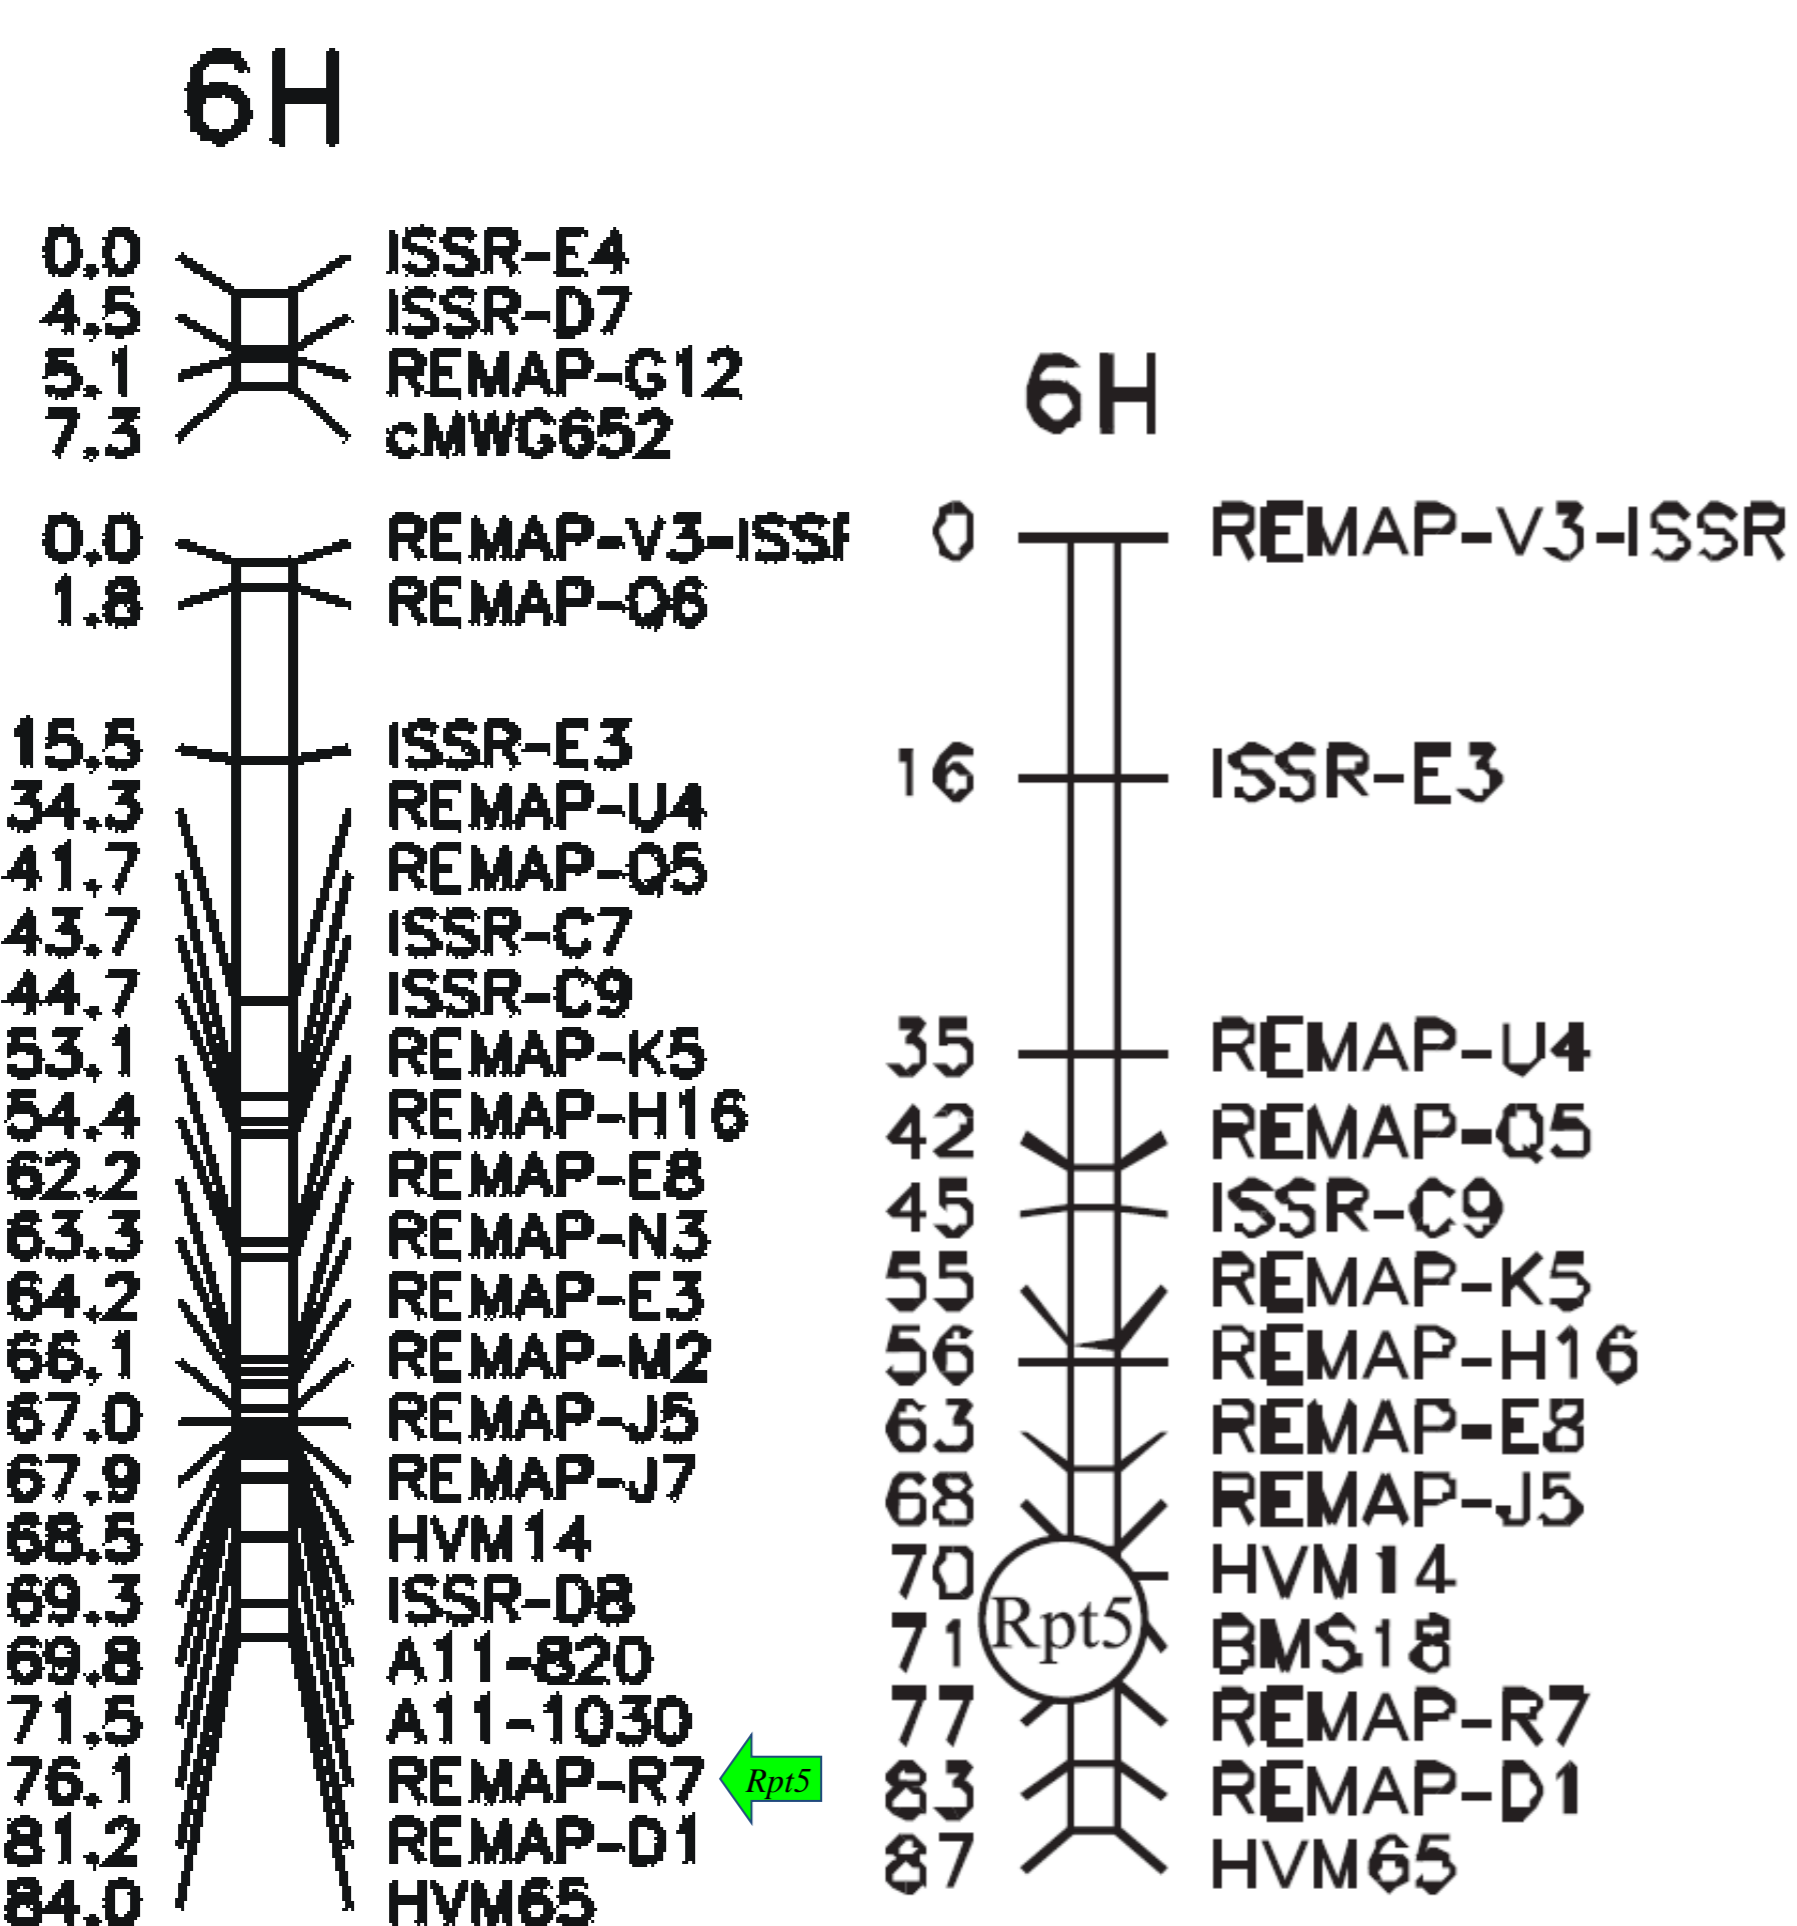 6H
0.0 ISSR-E4
4.5 ISSR-D7
5.1 REMAP-G12
7.3 cMWG652
0.0 REMAP-V3-ISSR
1.8 REMAP-Q6
15.5 ISSR-E3
34.3 REMAP-U4
41.7 REMAP-Q5
43.7 ISSR-C7
44.7 ISSR-C9
53.1 REMAP-K5
54.4 REMAP-H16
62.2 REMAP-E8
63.3 REMAP-N3
64.2 REMAP-E3
66.1 REMAP-M2
67.0 REMAP-J5
67.9 REMAP-J7
68.5 HVM14
69.3 ISSR-D8
69.8 A11-820
71.5 A11-1030
76.1 REMAP-R7 Rpt5
81.2 REMAP-D1
84.0 HVM65
6H
0 REMAP-V3-ISSR
16 ISSR-E3
35 REMAP-U4
42 REMAP-Q5
45 ISSR-C9
55 REMAP-K5
56 REMAP-H16
63 REMAP-E8
68 REMAP-J5
70 HVM14
71 Rpt5 BMS18
77 REMAP-R7
83 REMAP-D1
87 HVM65